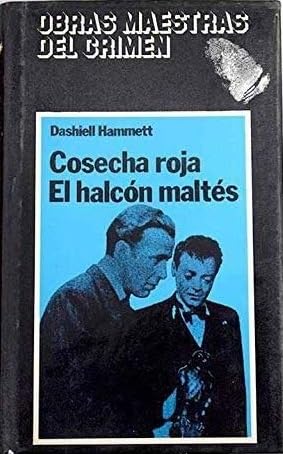 OBRAS MAESTRAS
DEL CRIMEN
Dashiell Hammett
Cosecha roja
El halcón maltés